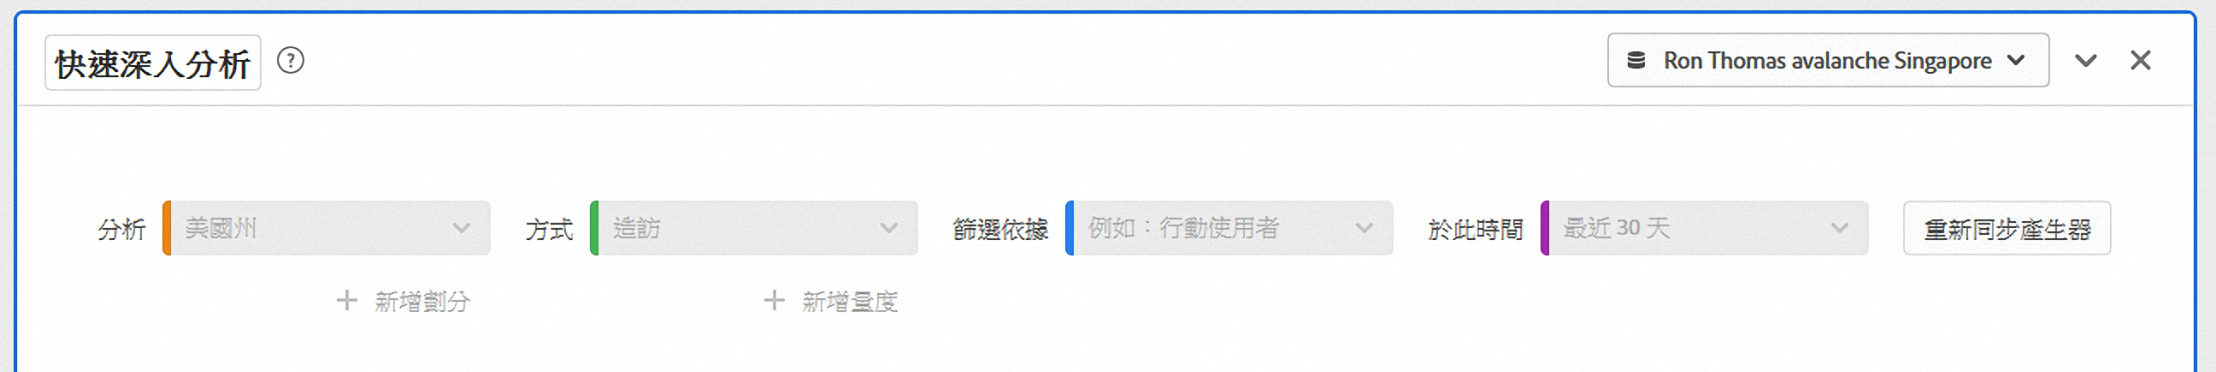 快速深入分析 ? Ron Thomas avalanche Singapore
分析 美國州 方式 造訪 篩選依據 例如：行動使用者 於此時間 最近 30 天 重新同步產生器
+ 新增劃分 + 新增量度